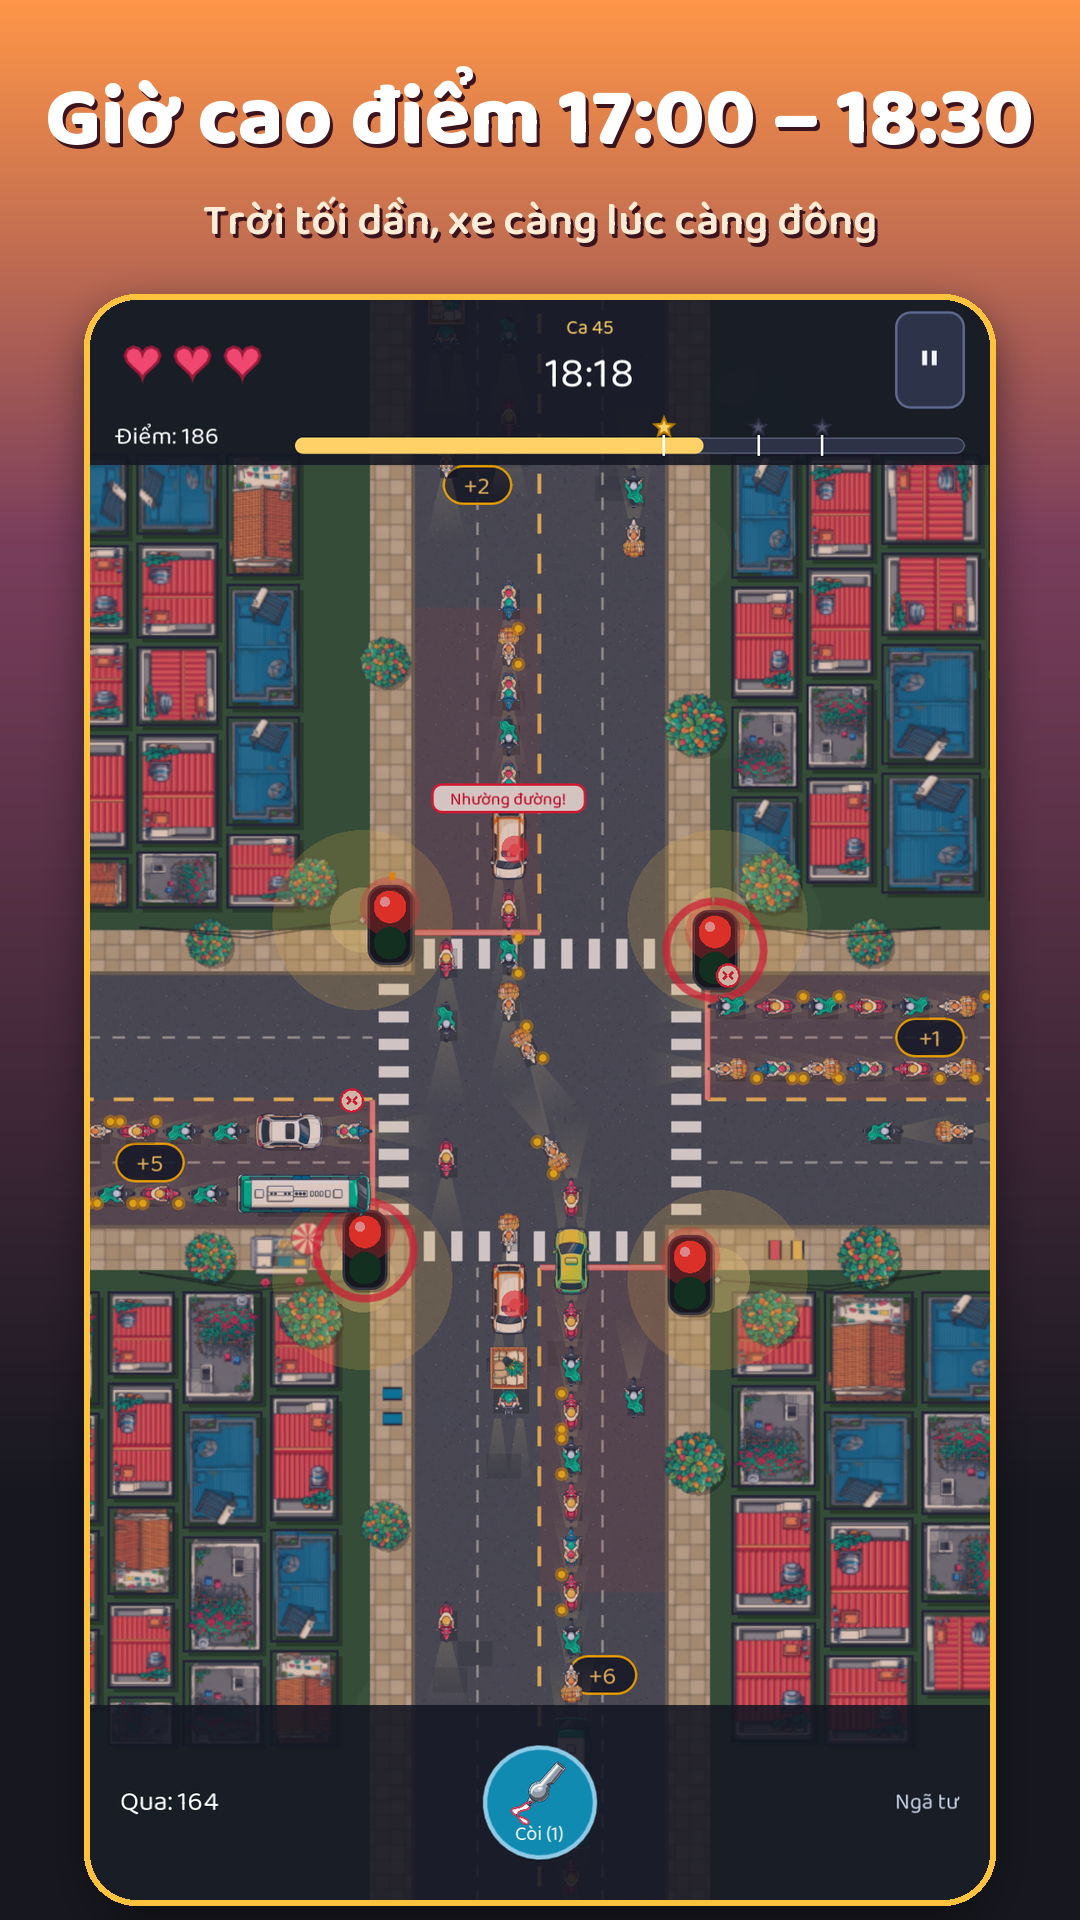 Giờ cao điểm 17:00 – 18:30
Trời tối dần, xe càng lúc càng đông
Ca 45
18:18
Điểm: 186
+2
Nhường đường!
+1
+5
+6
Qua: 164
Còi (1)
Ngã tư